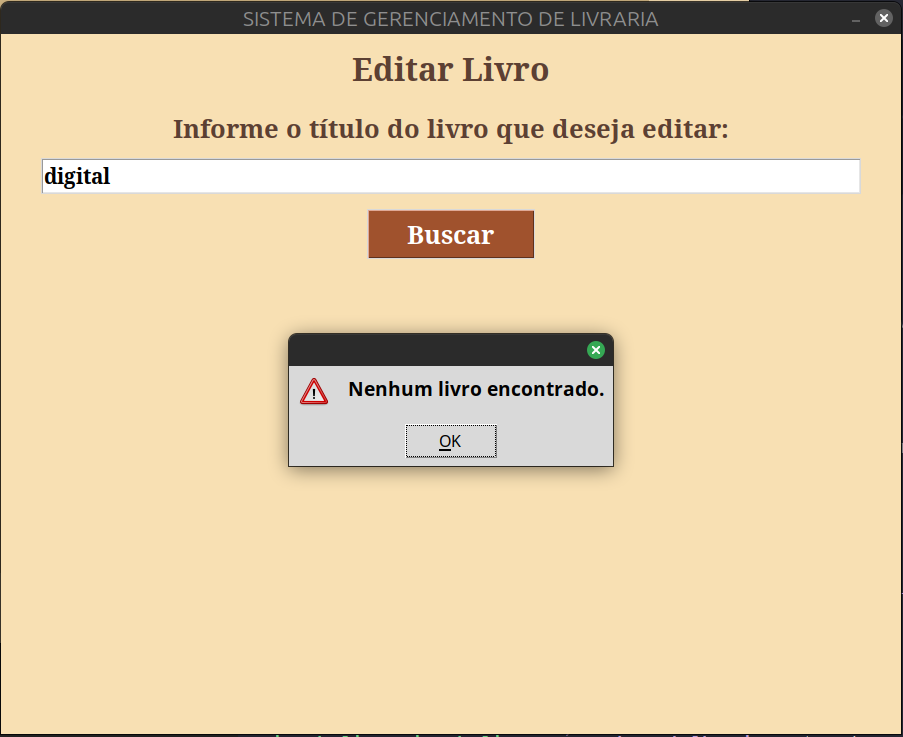 SISTEMA DE GERENCIAMENTO DE LIVRARIA
Editar Livro
Informe o título do livro que deseja editar:
digital
Buscar
Nenhum livro encontrado.
OK